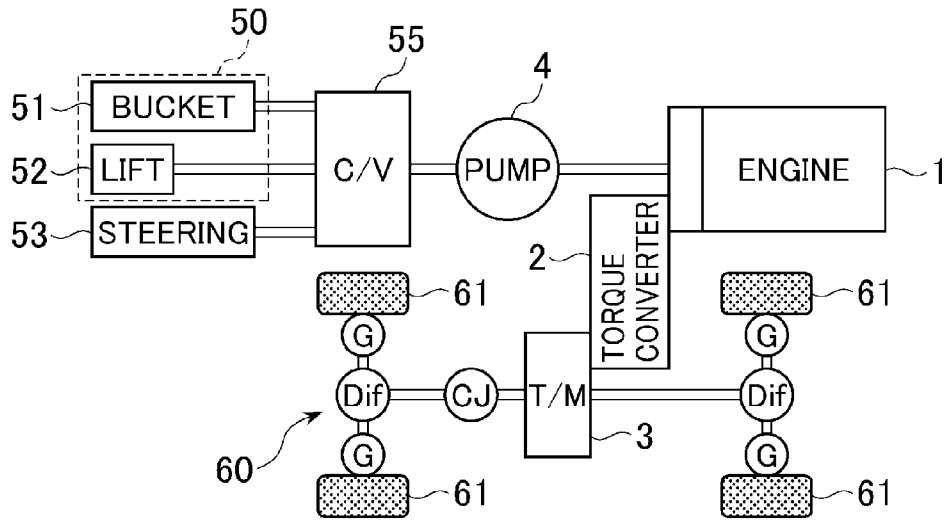 50
55
4
51
BUCKET
52
LIFT
C/V
PUMP
ENGINE
1
53
STEERING
2
TORQUE
CONVERTER
61
61
G
G
Dif
CJ
T/M
Dif
3
G
G
60
61
61